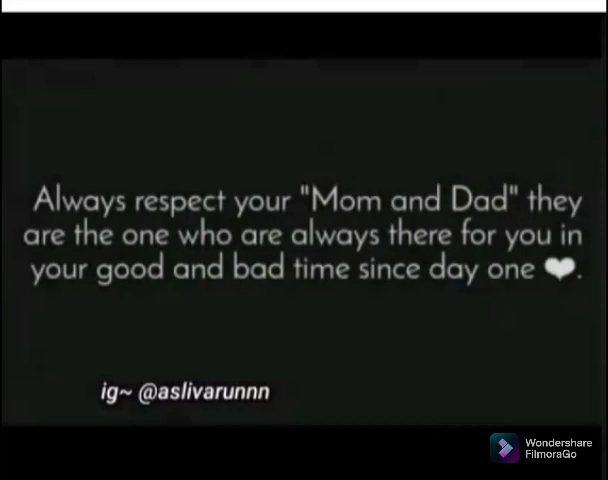 Always respect your "Mom and Dad" they
are the one who are always there for you in
your good and bad time since day one ❤.
ig~ @aslivarunnn
Wondershare
FilmoraGo